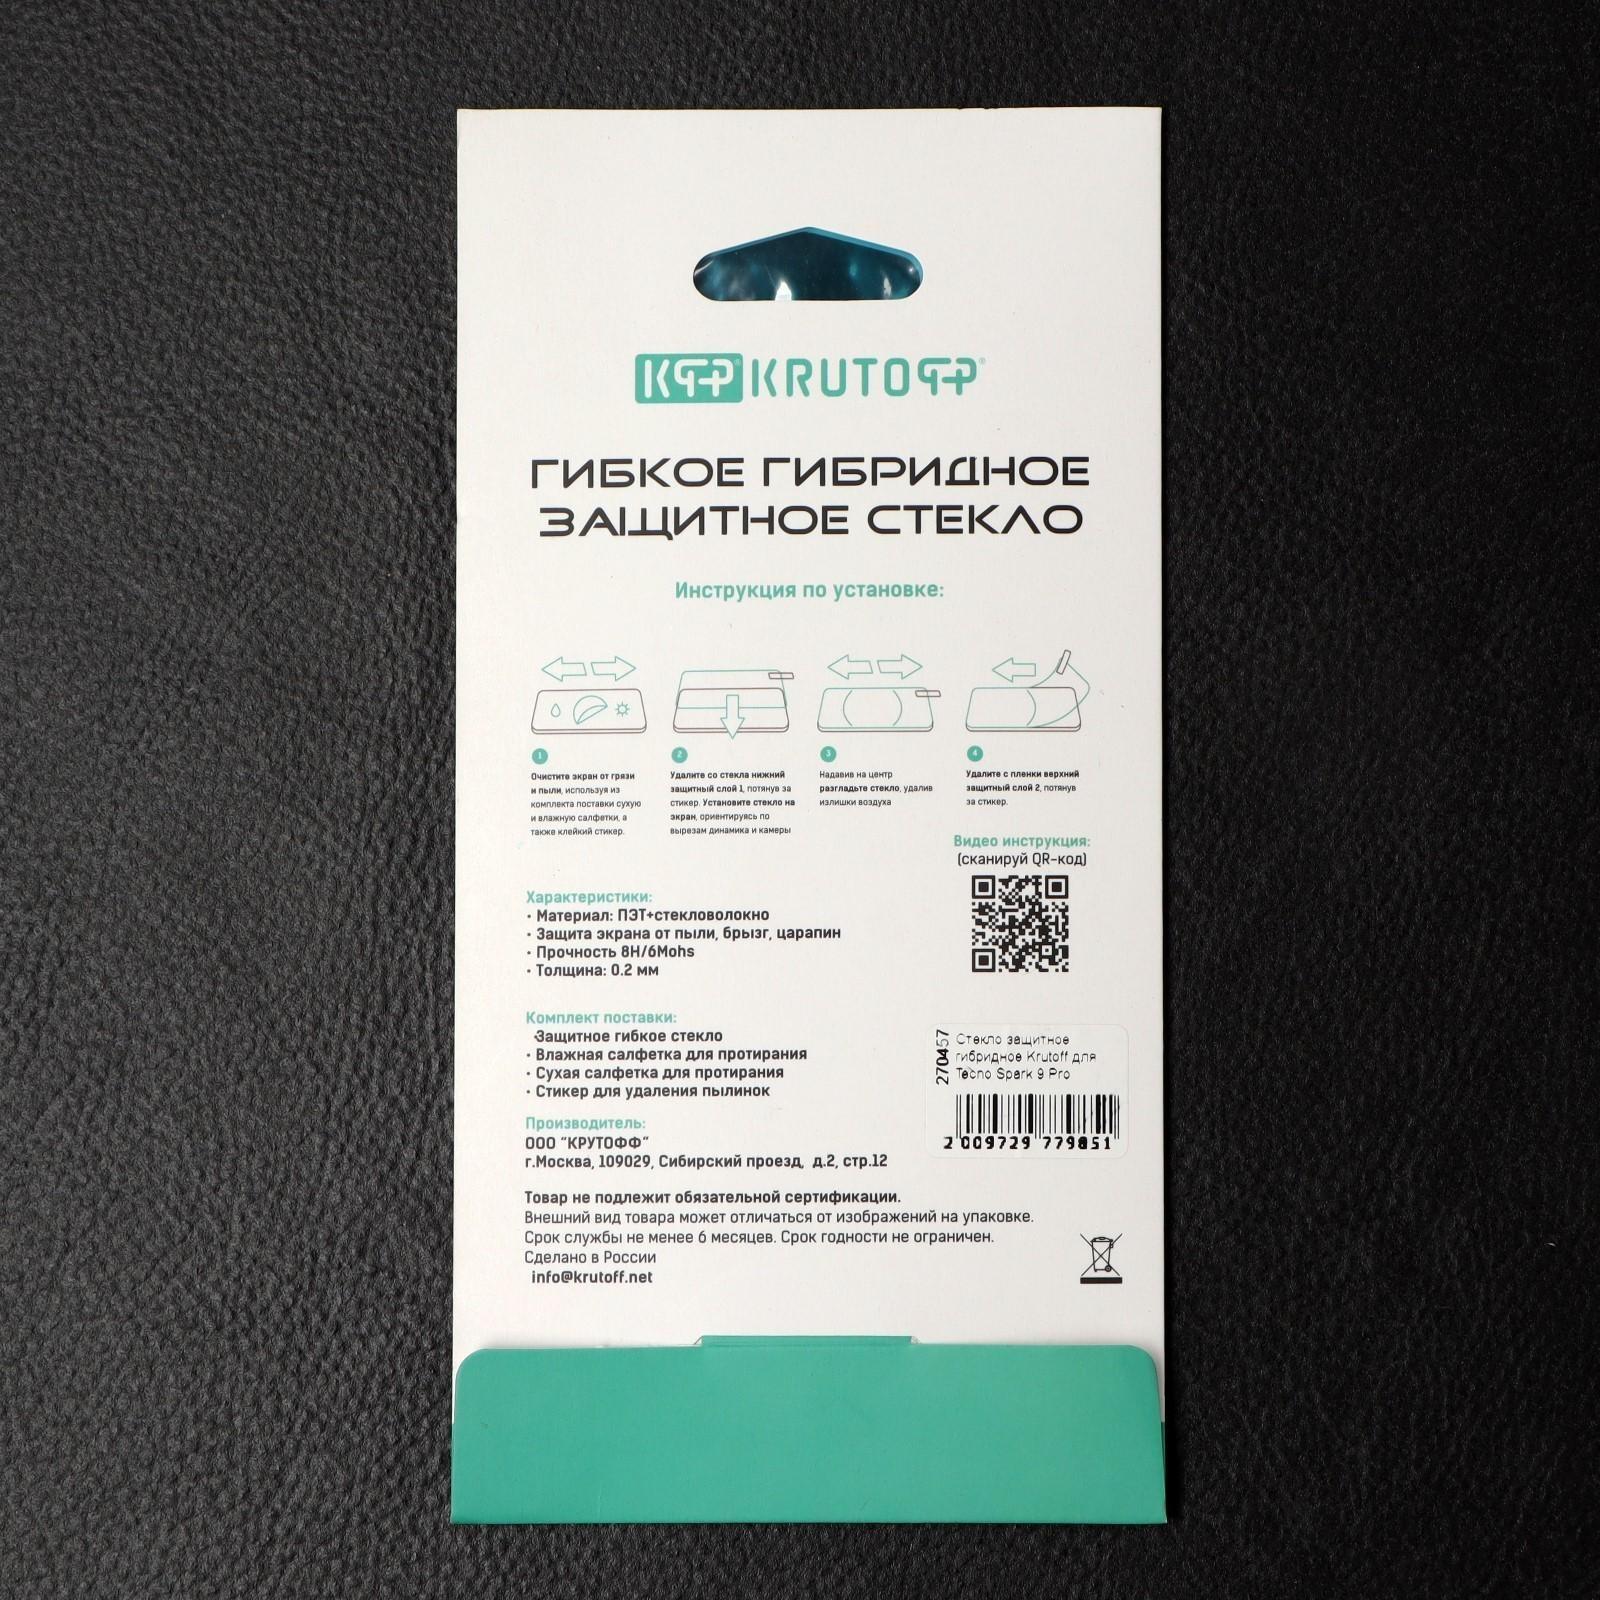 KFF® KRUTOFF®
ГИБКОЕ ГИБРИДНОЕ
ЗАЩИТНОЕ СТЕКЛО
Инструкция по установке:
1
Очистите экран от грязи
и пыли, используя из
комплекта поставки сухую
и влажную салфетки, а
также клейкий стикер.
2
Удалите со стекла нижний
защитный слой 1, потянув за
стикер. Установите стекло на
экран, ориентируясь по
вырезам динамика и камеры
3
Надавив на центр
разгладьте стекло, удалив
излишки воздуха
4
Удалите с пленки верхний
защитный слой 2, потянув
за стикер.
Видео инструкция:
(сканируй QR-код)
Характеристики:
· Материал: ПЭТ+стекловолокно
· Защита экрана от пыли, брызг, царапин
· Прочность 8H/6Mohs
· Толщина: 0.2 мм
Комплект поставки:
·Защитное гибкое стекло
· Влажная салфетка для протирания
· Сухая салфетка для протирания
· Стикер для удаления пылинок
270457
Стекло защитное
гибридное Krutoff для
Tecno Spark 9 Pro
2 009729 779851
Производитель:
ООО "КРУТОФФ"
г.Москва, 109029, Сибирский проезд, д.2, стр.12
Товар не подлежит обязательной сертификации.
Внешний вид товара может отличаться от изображений на упаковке.
Срок службы не менее 6 месяцев. Срок годности не ограничен.
Сделано в России
info@krutoff.net